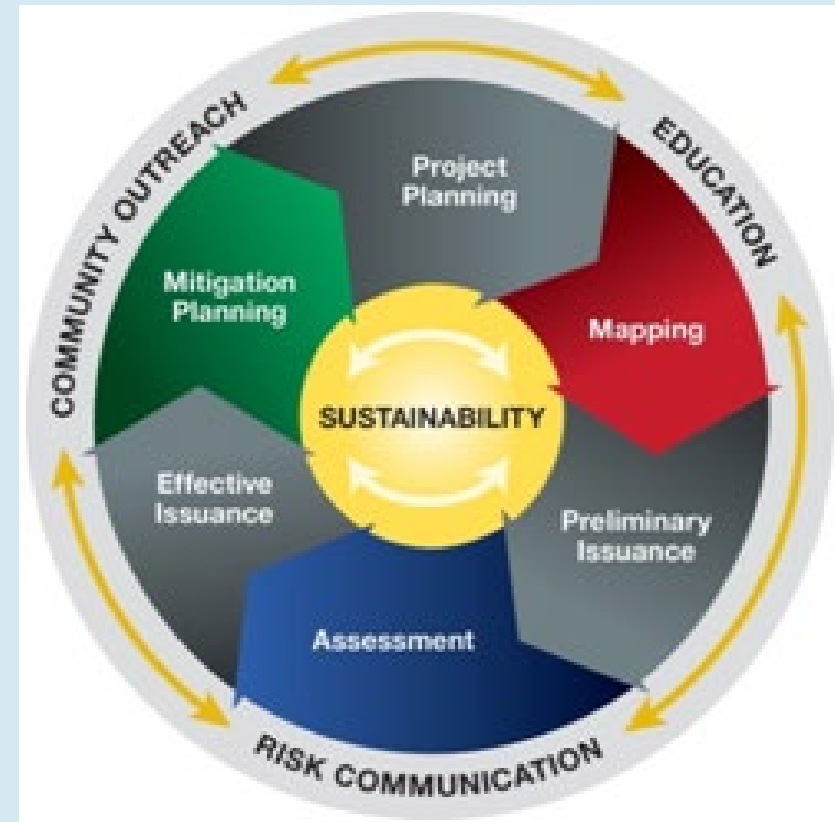 COMMUNITY OUTREACH
EDUCATION
Project
Planning
Mitigation
Planning
Mapping
SUSTAINABILITY
Effective
Issuance
Preliminary
Issuance
Assessment
RISK COMMUNICATION